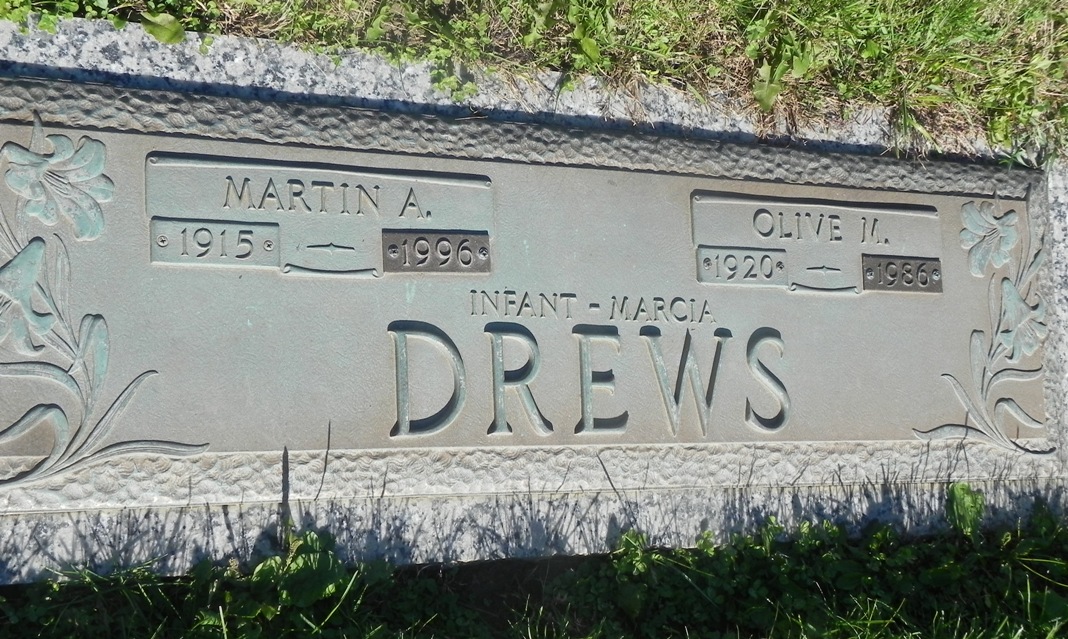 MARTIN A.
1915 – 1996
OLIVE M.
1920 – 1986
INFANT - MARCIA
DREWS